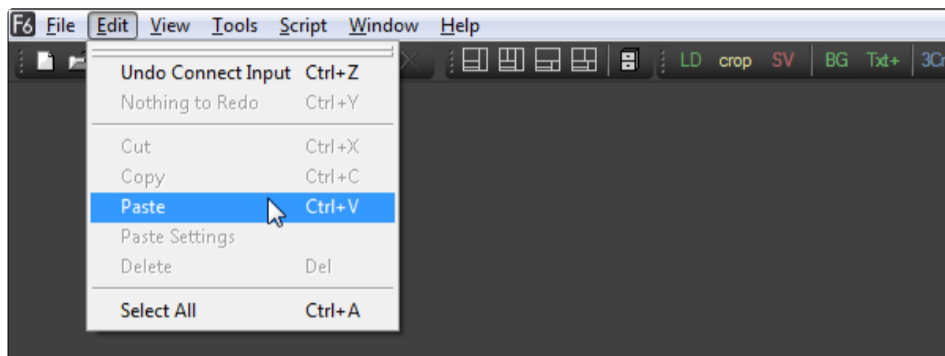 F6 File Edit View Tools Script Window Help
LD crop SV BG Txt+ 3Cr
Undo Connect Input Ctrl+Z
Nothing to Redo Ctrl+Y
Cut Ctrl+X
Copy Ctrl+C
Paste Ctrl+V
Paste Settings
Delete Del
Select All Ctrl+A